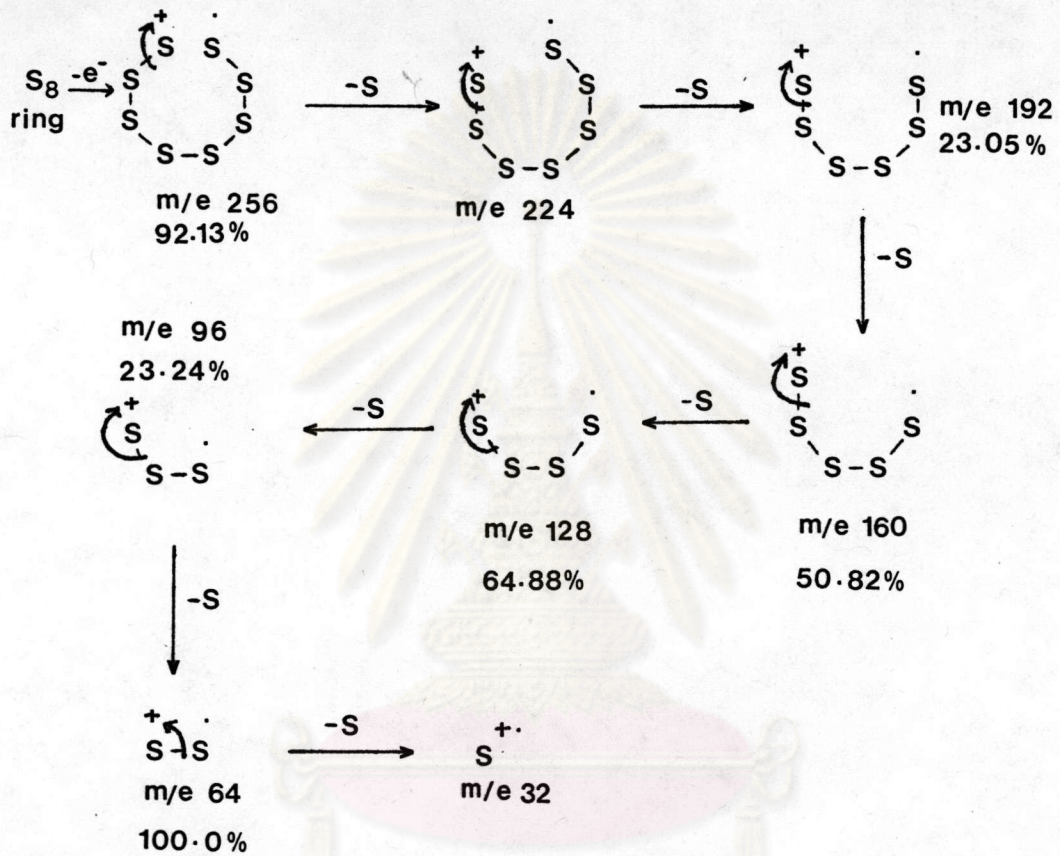 S₈ -e⁻
ring
+ ·
S S
S S
S S
S – S
m/e 256
92·13%
-S
+ ·
S S
S S
S S
S – S
m/e 224
-S
+ ·
S S
S S
S – S
m/e 192
23·05%
-S
+ ·
S
S S
S – S
m/e 160
50·82%
-S
+ ·
S S
S – S
m/e 128
64·88%
-S
m/e 96
23·24%
+ ·
S
S – S
-S
+ ·
S – S
m/e 64
100·0%
-S
S+·
m/e 32